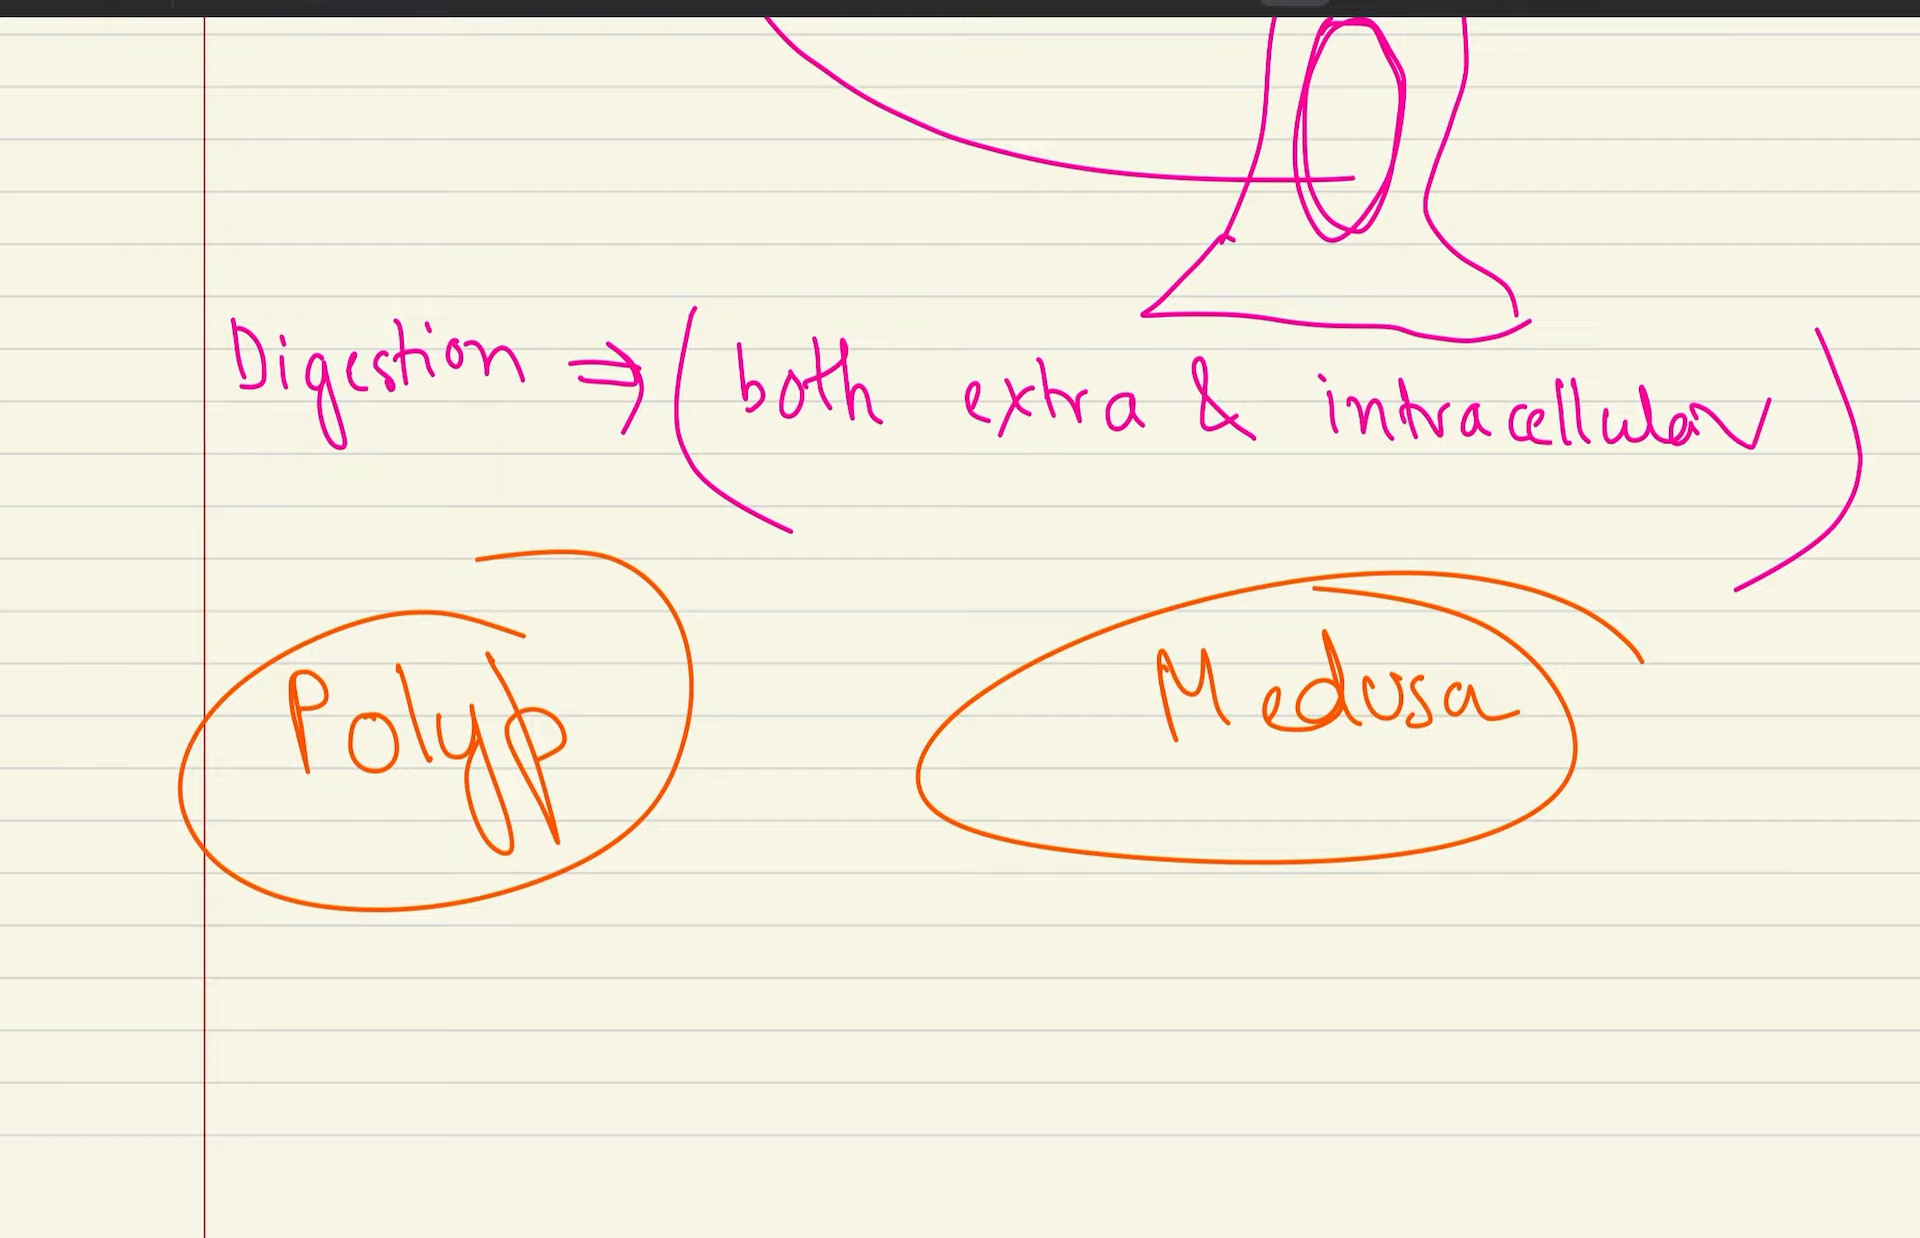 Digestion ⇒ ( both extra & intracellular )
Polyp Medusa